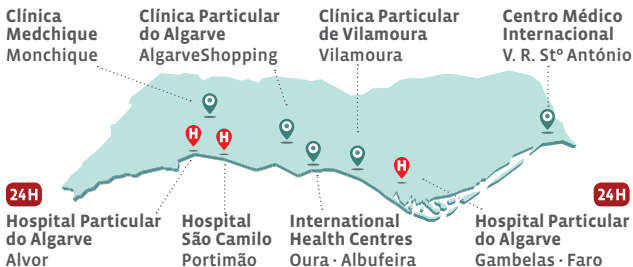 Clínica
Medchique
Monchique
Clínica Particular
do Algarve
AlgarveShopping
Clínica Particular
de Vilamoura
Vilamoura
Centro Médico
Internacional
V. R. Stº António
H
H
H
24H
24H
Hospital Particular
do Algarve
Alvor
Hospital
São Camilo
Portimão
International
Health Centres
Oura · Albufeira
Hospital Particular
do Algarve
Gambelas · Faro